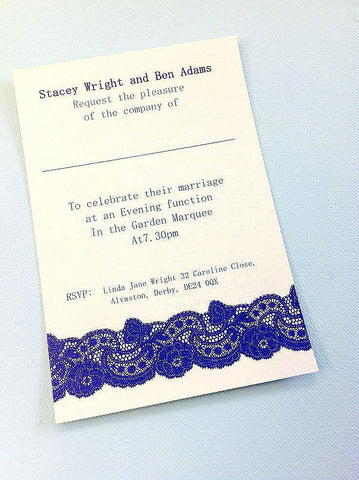 Stacey Wright and Ben Adams
Request the pleasure
of the company of
To celebrate their marriage
at an Evening function
In the Garden Marquee
At7.30pm
RSVP: Linda Jane Wright 32 Caroline Close,
Alvaston, Derby, DE24 0QX